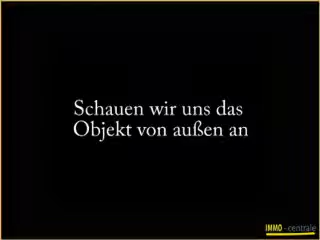 Schauen wir uns das
Objekt von außen an
IMMO - centrale